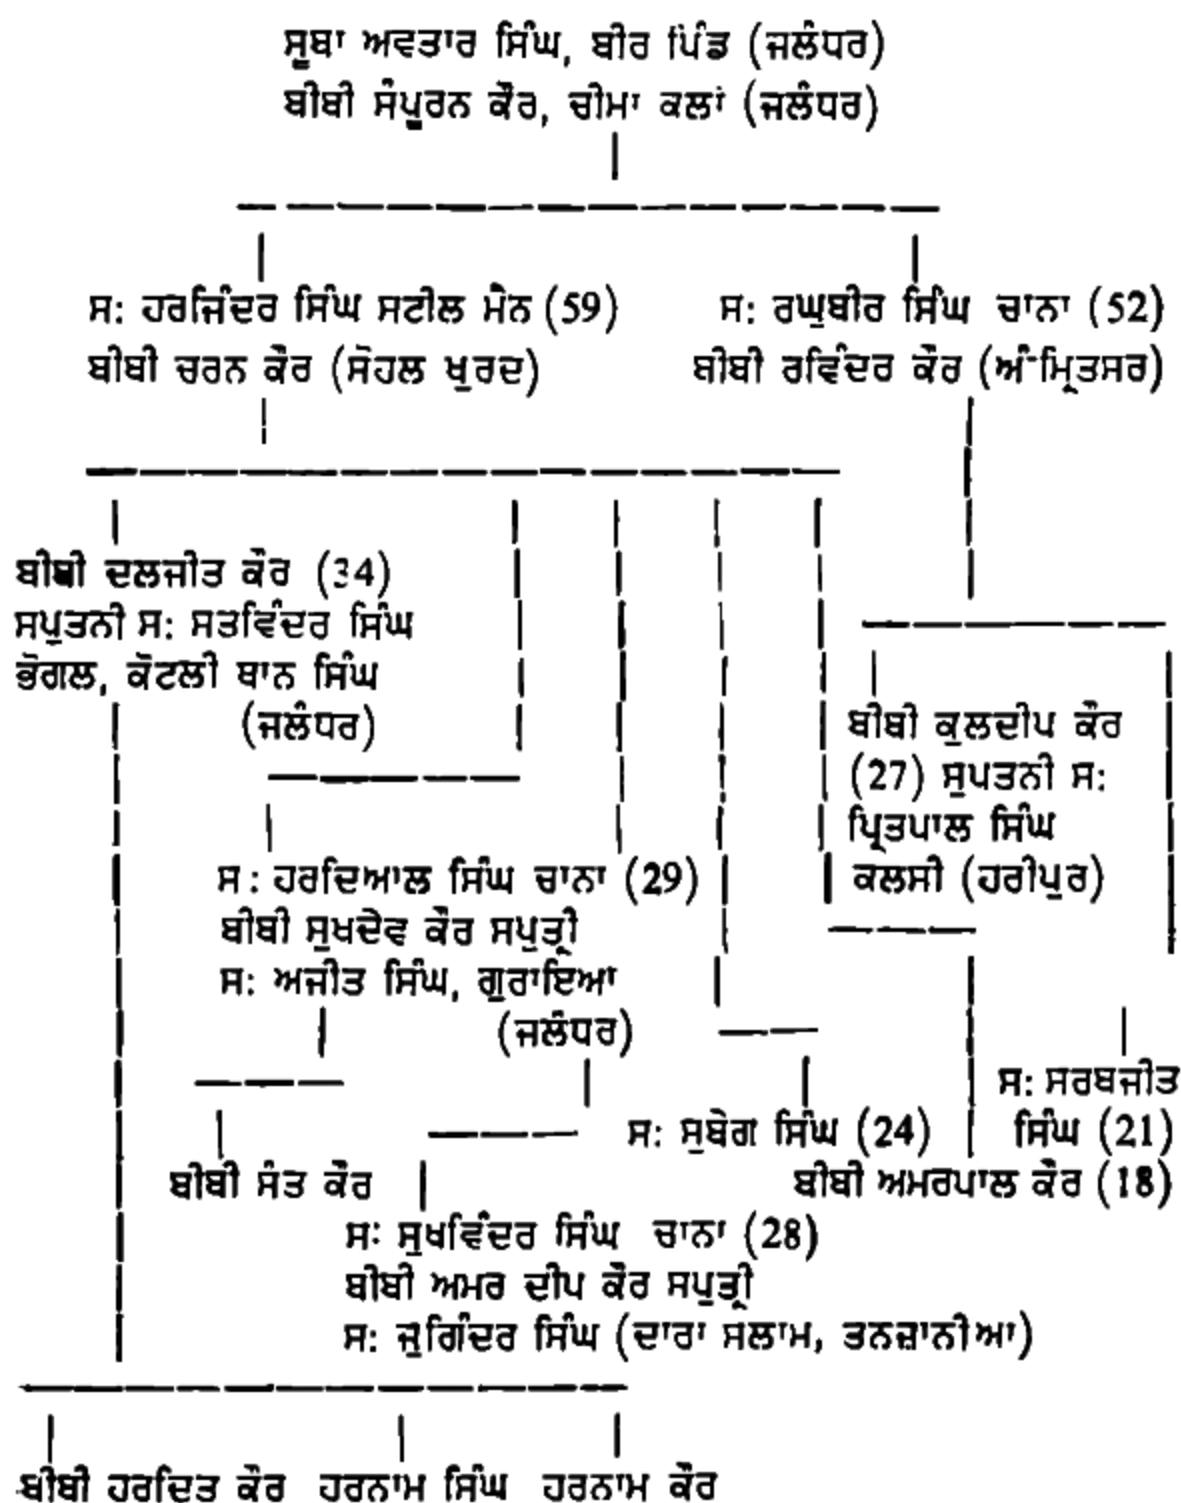 ਸੂਬਾ ਅਵਤਾਰ ਸਿੰਘ, ਬੀਰ ਪਿੰਡ (ਜਲੰਧਰ)
ਬੀਬੀ ਸੰਪੂਰਨ ਕੌਰ, ਚੀਮਾ ਕਲਾਂ (ਜਲੰਧਰ)
ਸ: ਹਰਜਿੰਦਰ ਸਿੰਘ ਸਟੀਲ ਮੈਨ (59)
ਬੀਬੀ ਚਰਨ ਕੌਰ (ਸੋਹਲ ਖੁਰਦ)
ਸ: ਰਘੁਬੀਰ ਸਿੰਘ ਚਾਨਾ (52)
ਬੀਬੀ ਰਵਿੰਦਰ ਕੌਰ (ਅੰਮ੍ਰਿਤਸਰ)
ਬੀਬੀ ਦਲਜੀਤ ਕੌਰ (34)
ਸਪੁਤਨੀ ਸ: ਸਤਵਿੰਦਰ ਸਿੰਘ
ਭੋਗਲ, ਕੋਟਲੀ ਥਾਨ ਸਿੰਘ
(ਜਲੰਧਰ)
ਬੀਬੀ ਕੁਲਦੀਪ ਕੌਰ
(27) ਸੁਪਤਨੀ ਸ:
ਪ੍ਰਿਤਪਾਲ ਸਿੰਘ
ਕਲਸੀ (ਹਰੀਪੁਰ)
ਸ: ਹਰਦਿਆਲ ਸਿੰਘ ਚਾਨਾ (29)
ਬੀਬੀ ਸੁਖਦੇਵ ਕੌਰ ਸਪੁਤ੍ਰੀ
ਸ: ਅਜੀਤ ਸਿੰਘ, ਗੁਰਾਇਆ
(ਜਲੰਧਰ)
ਸ: ਸਰਬਜੀਤ
ਸਿੰਘ (21)
ਸ: ਸੁਬੇਗ ਸਿੰਘ (24)
ਬੀਬੀ ਸੰਤ ਕੌਰ
ਬੀਬੀ ਅਮਰਪਾਲ ਕੌਰ (18)
ਸ: ਸੁਖਵਿੰਦਰ ਸਿੰਘ ਚਾਨਾ (28)
ਬੀਬੀ ਅਮਰ ਦੀਪ ਕੌਰ ਸਪੁਤ੍ਰੀ
ਸ: ਜੁਗਿੰਦਰ ਸਿੰਘ (ਦਾਰਾ ਸਲਾਮ, ਤਨਜ਼ਾਨੀਆ)
ਬੀਬੀ ਹਰਦਿਤ ਕੌਰ ਹਰਨਾਮ ਸਿੰਘ ਹਰਨਾਮ ਕੌਰ